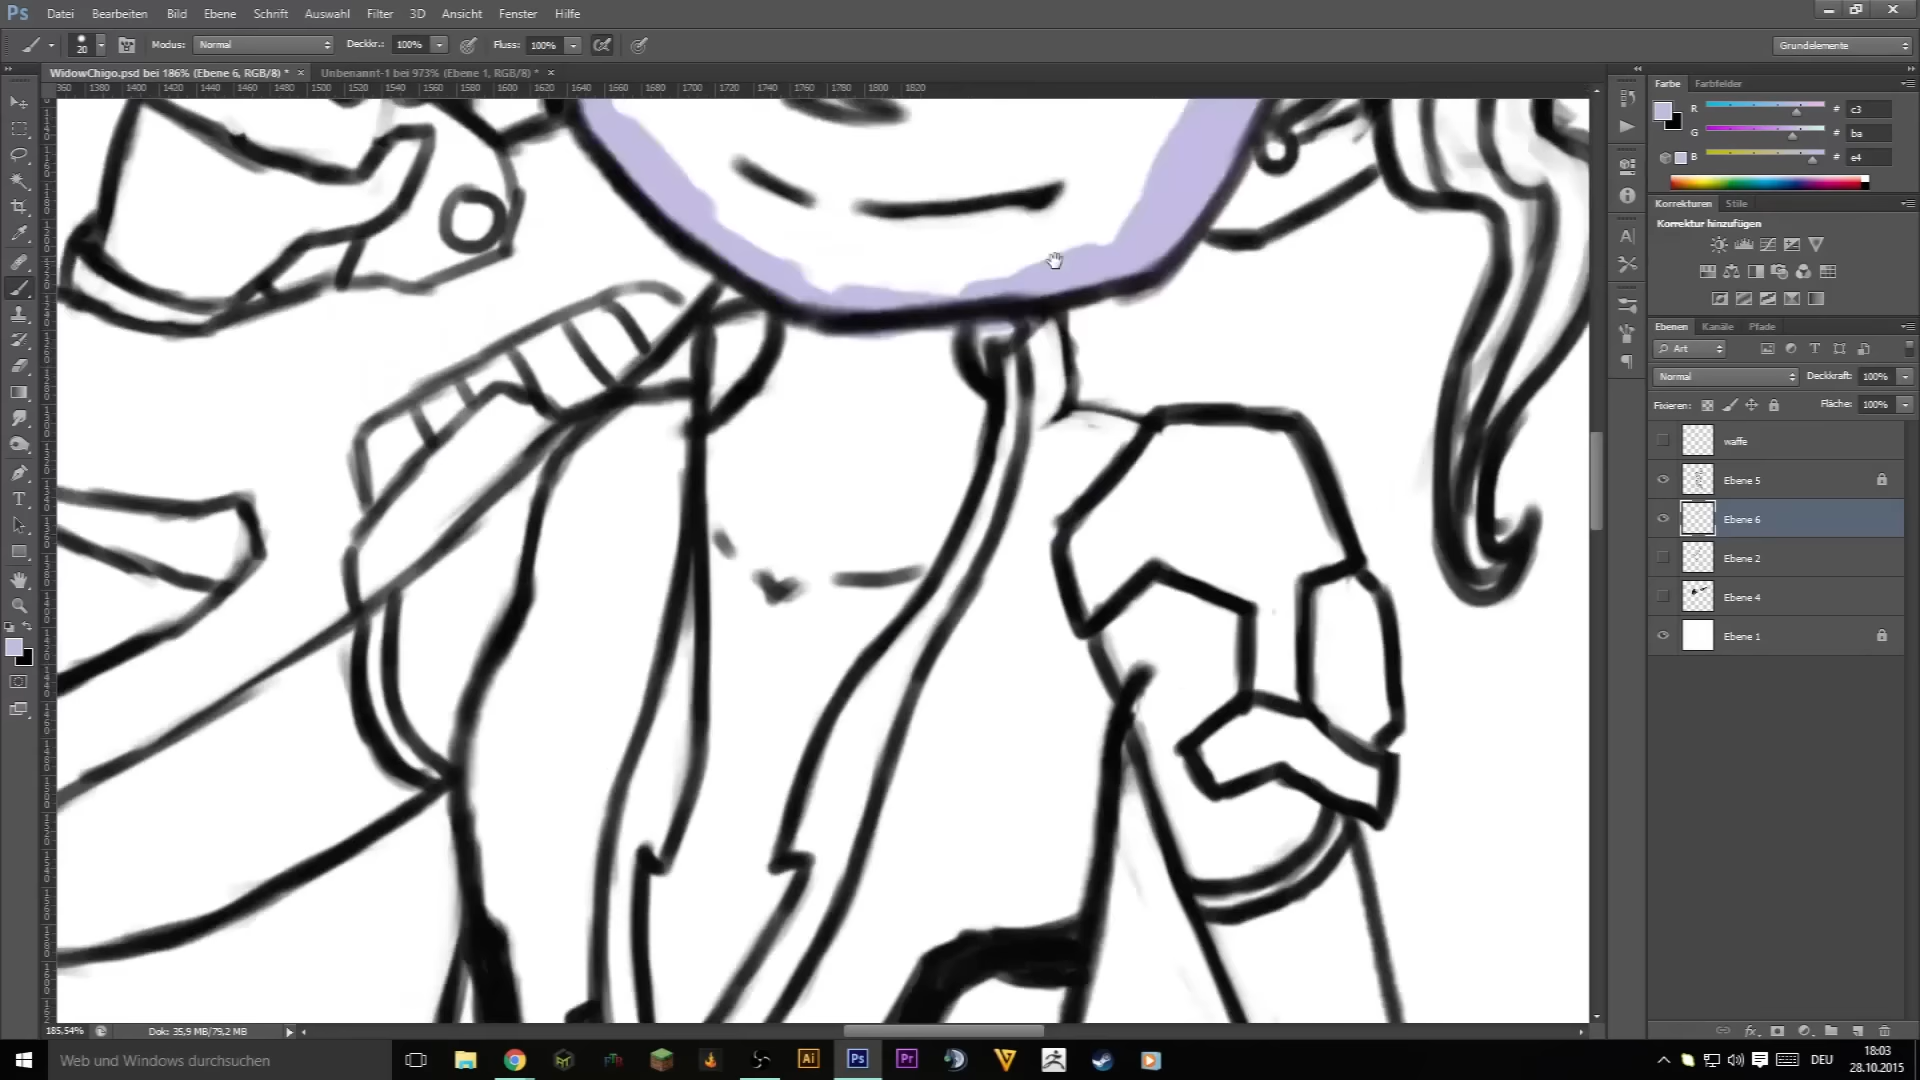 Ps Datei Bearbeiten Bild Ebene Schrift Auswahl Filter 3D Ansicht Fenster Hilfe
20 Modus: Normal Deckkr.: 100% Fluss: 100% Grundelemente
WidowChigo.psd bei 186% (Ebene 6, RGB/8) * × Unbenannt-1 bei 973% (Ebene 1, RGB/8) * ×
360 1380 1400 1420 1440 1460 1480 1500 1520 1540 1560 1580 1600 1620 1640 1660 1680 1700 1720 1740 1760 1780 1800 1820
Farbe Farbfelder
R # c3
G # ba
B # e4
Korrekturen Stile
Korrektur hinzufügen
Ebenen Kanäle Pfade
Art
Normal Deckkraft: 100%
Fixieren: Fläche: 100%
waffe
Ebene 5
Ebene 6
Ebene 2
Ebene 4
Ebene 1
185,54% Dok: 35,9 MB/79,2 MB
Web und Windows durchsuchen Ai Ps Pr DEU 18:03
28.10.2015